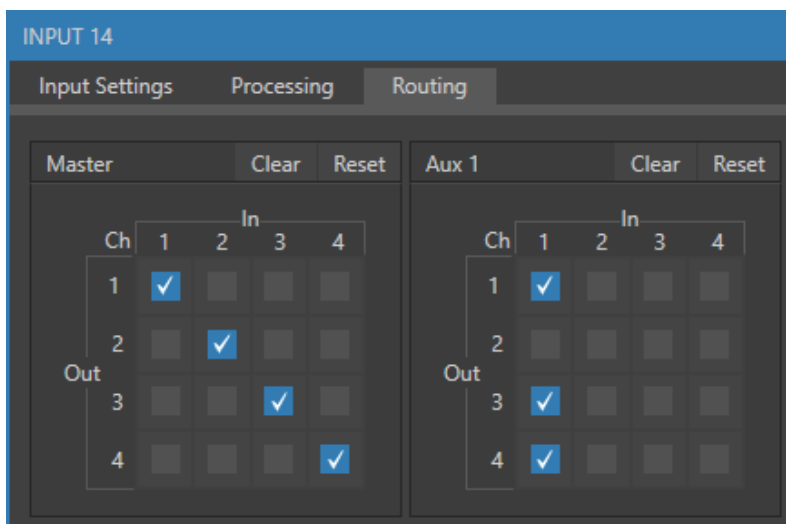 INPUT 14
Input Settings Processing Routing
Master Clear Reset Aux 1 Clear Reset
In In
Ch 1 2 3 4 Ch 1 2 3 4
1 1
2 2
Out Out
3 3
4 4